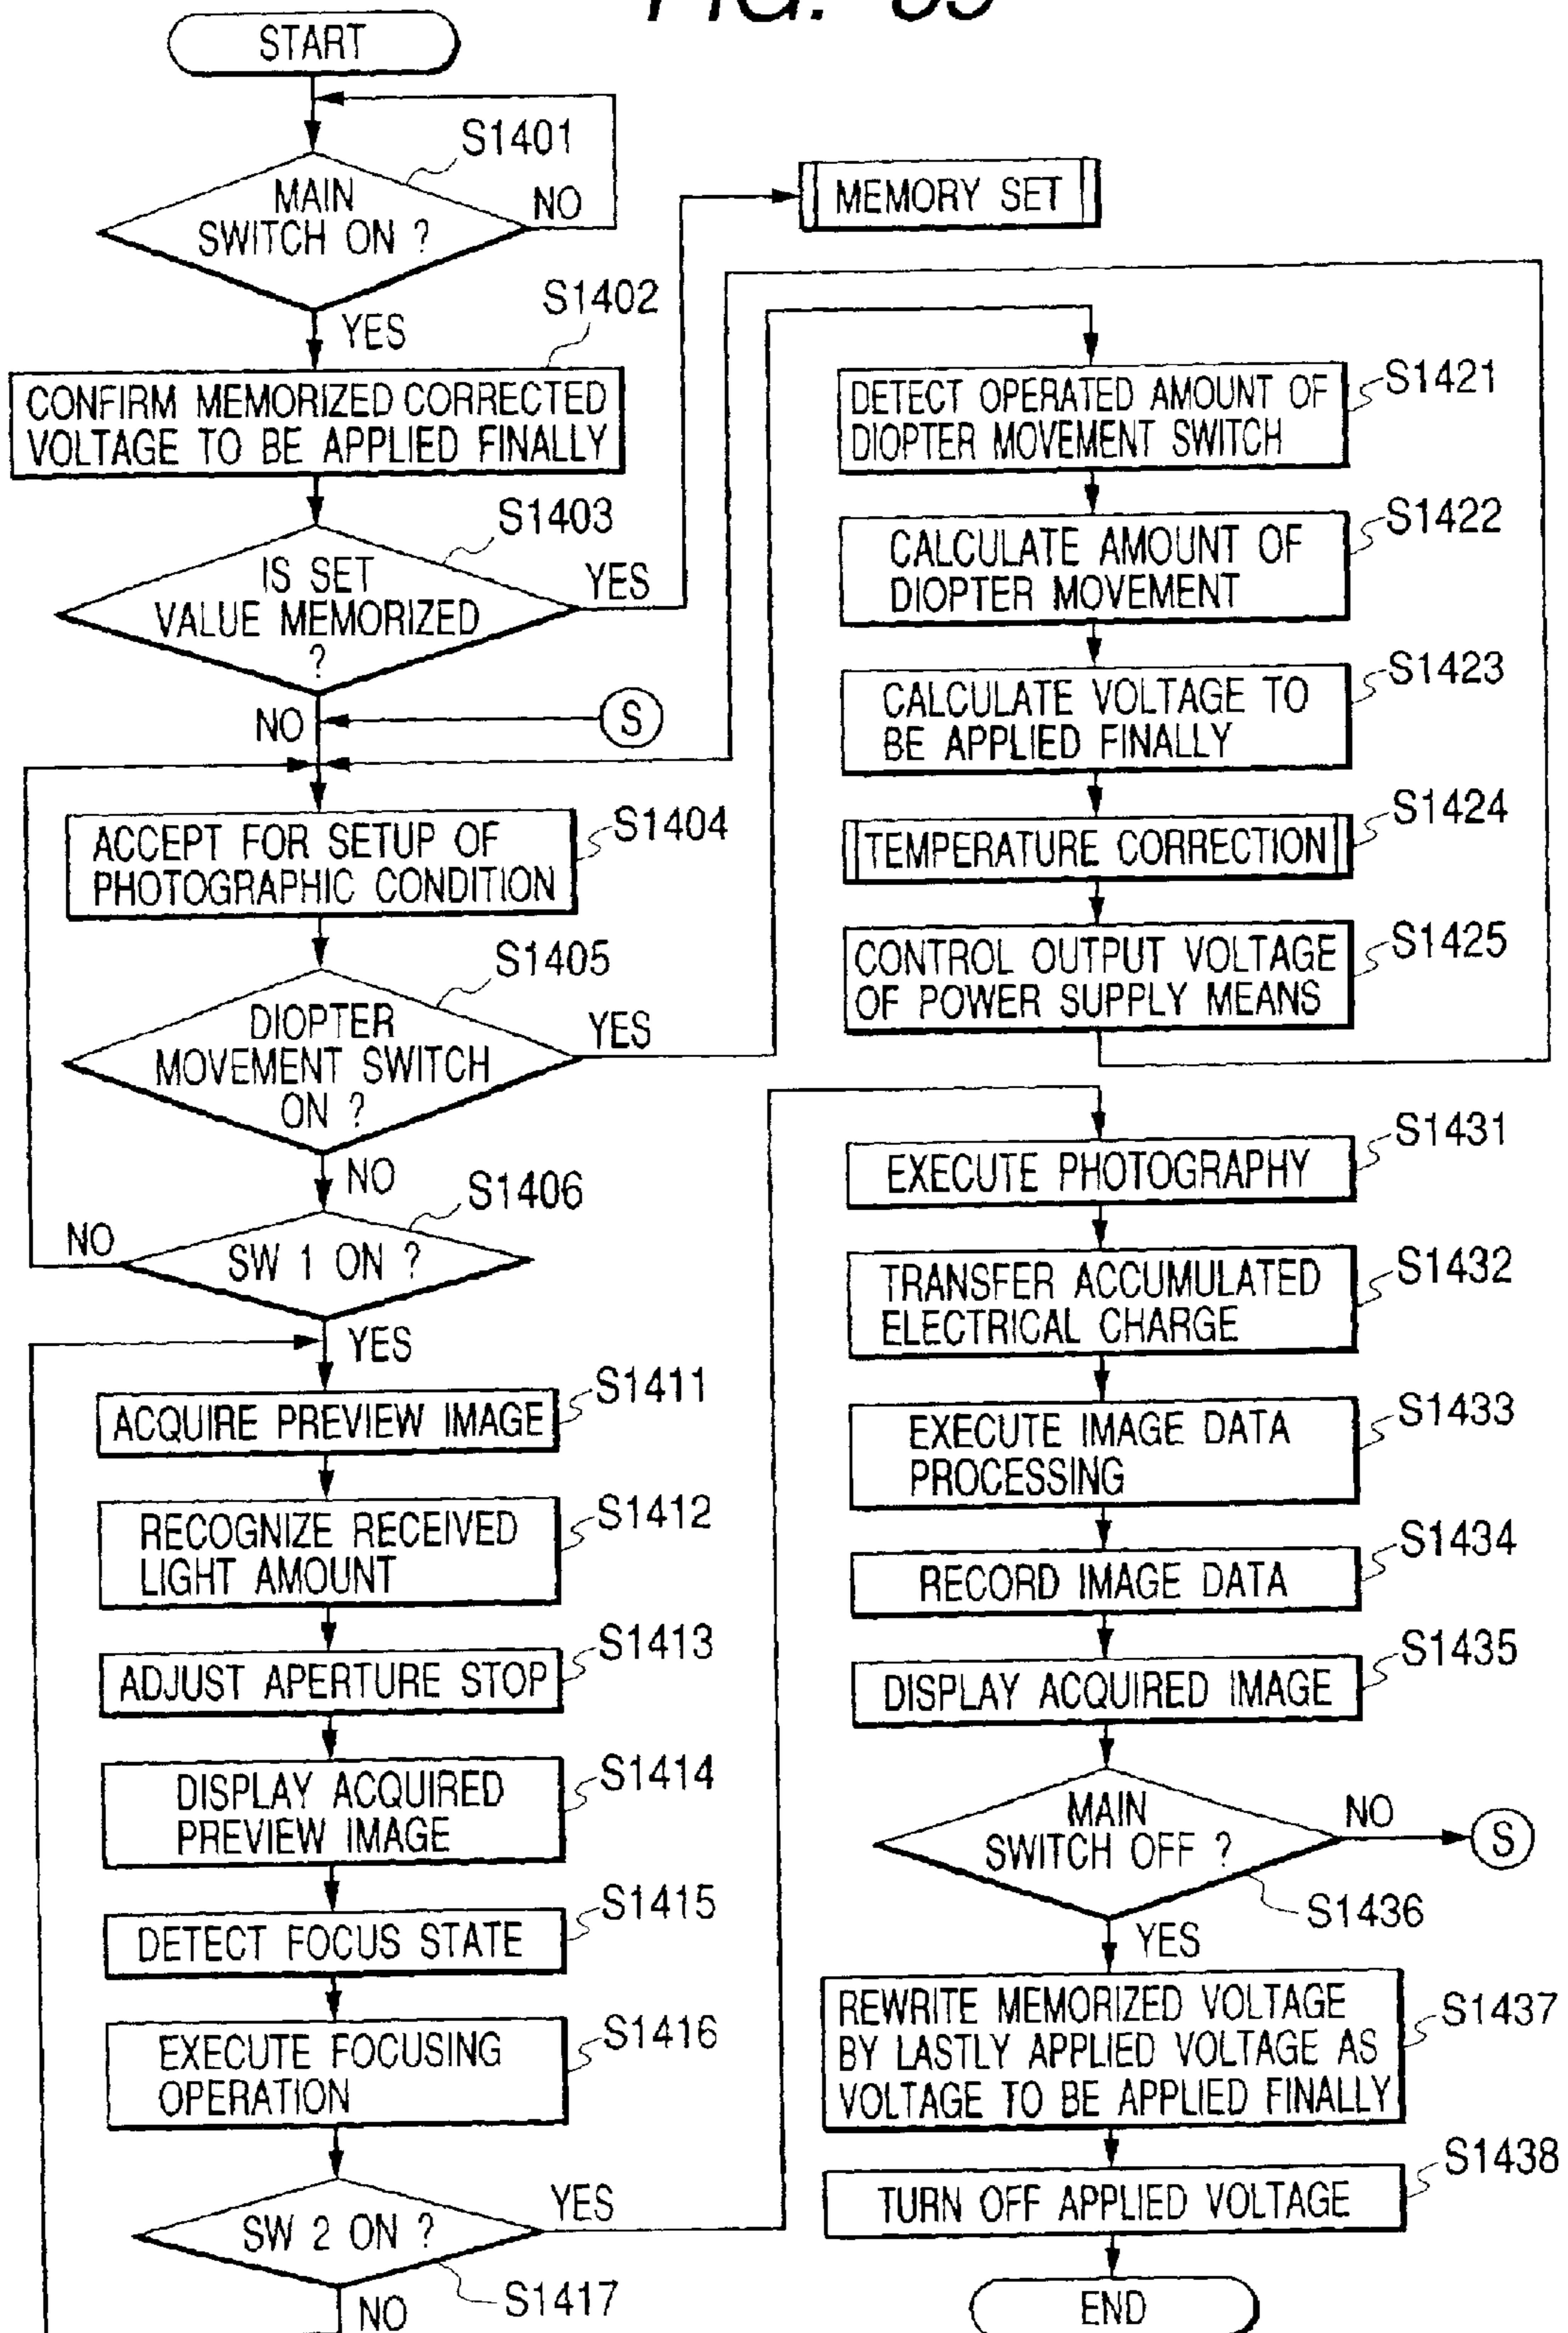 START
S1401
MAIN
SWITCH ON ?
NO
YES
S1402
CONFIRM MEMORIZED CORRECTED
VOLTAGE TO BE APPLIED FINALLY
S1403
IS SET
VALUE MEMORIZED
?
YES
MEMORY SET
NO
S
ACCEPT FOR SETUP OF
PHOTOGRAPHIC CONDITION
S1404
S1405
DIOPTER
MOVEMENT SWITCH
ON ?
YES
NO
S1406
SW 1 ON ?
NO
YES
ACQUIRE PREVIEW IMAGE
S1411
RECOGNIZE RECEIVED
LIGHT AMOUNT
S1412
ADJUST APERTURE STOP
S1413
DISPLAY ACQUIRED
PREVIEW IMAGE
S1414
DETECT FOCUS STATE
S1415
EXECUTE FOCUSING
OPERATION
S1416
SW 2 ON ?
YES
S1417
NO
DETECT OPERATED AMOUNT OF
DIOPTER MOVEMENT SWITCH
S1421
CALCULATE AMOUNT OF
DIOPTER MOVEMENT
S1422
CALCULATE VOLTAGE TO
BE APPLIED FINALLY
S1423
TEMPERATURE CORRECTION
S1424
CONTROL OUTPUT VOLTAGE
OF POWER SUPPLY MEANS
S1425
EXECUTE PHOTOGRAPHY
S1431
TRANSFER ACCUMULATED
ELECTRICAL CHARGE
S1432
EXECUTE IMAGE DATA
PROCESSING
S1433
RECORD IMAGE DATA
S1434
DISPLAY ACQUIRED IMAGE
S1435
MAIN
SWITCH OFF ?
NO
S
S1436
YES
REWRITE MEMORIZED VOLTAGE
BY LASTLY APPLIED VOLTAGE AS
VOLTAGE TO BE APPLIED FINALLY
S1437
TURN OFF APPLIED VOLTAGE
S1438
END